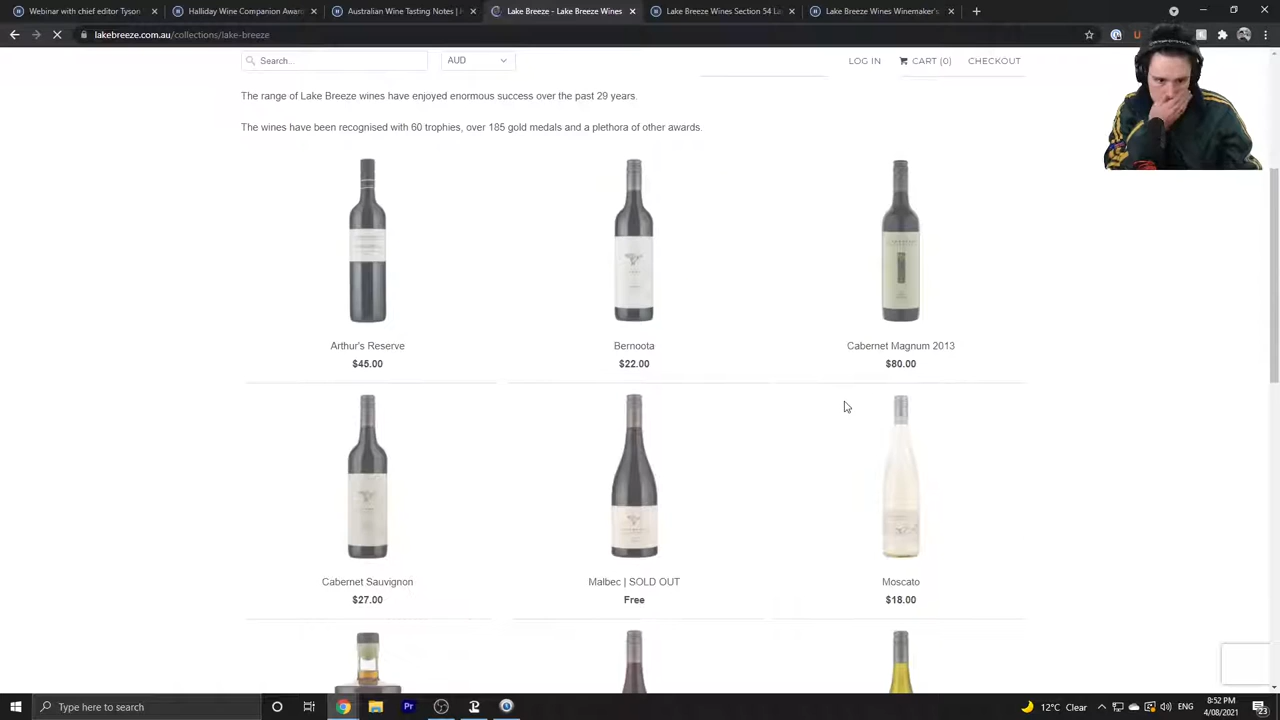 Webinar with chief editor Tyson
Halliday Wine Companion Award
Australian Wine Tasting Notes |
Lake Breeze - Lake Breeze Wines
Lake Breeze Wines Section 54 La
Lake Breeze Wines Winemaker's
lakebreeze.com.au/collections/lake-breeze
Search...
AUD
LOG IN
CART (0)
CHECKOUT
The range of Lake Breeze wines have enjoyed enormous success over the past 29 years.
The wines have been recognised with 60 trophies, over 185 gold medals and a plethora of other awards.
Arthur's Reserve
$45.00
Bernoota
$22.00
Cabernet Magnum 2013
$80.00
Cabernet Sauvignon
$27.00
Malbec | SOLD OUT
Free
Moscato
$18.00
Type here to search
12°C Clear
ENG
8:52 PM
4/08/2021
23